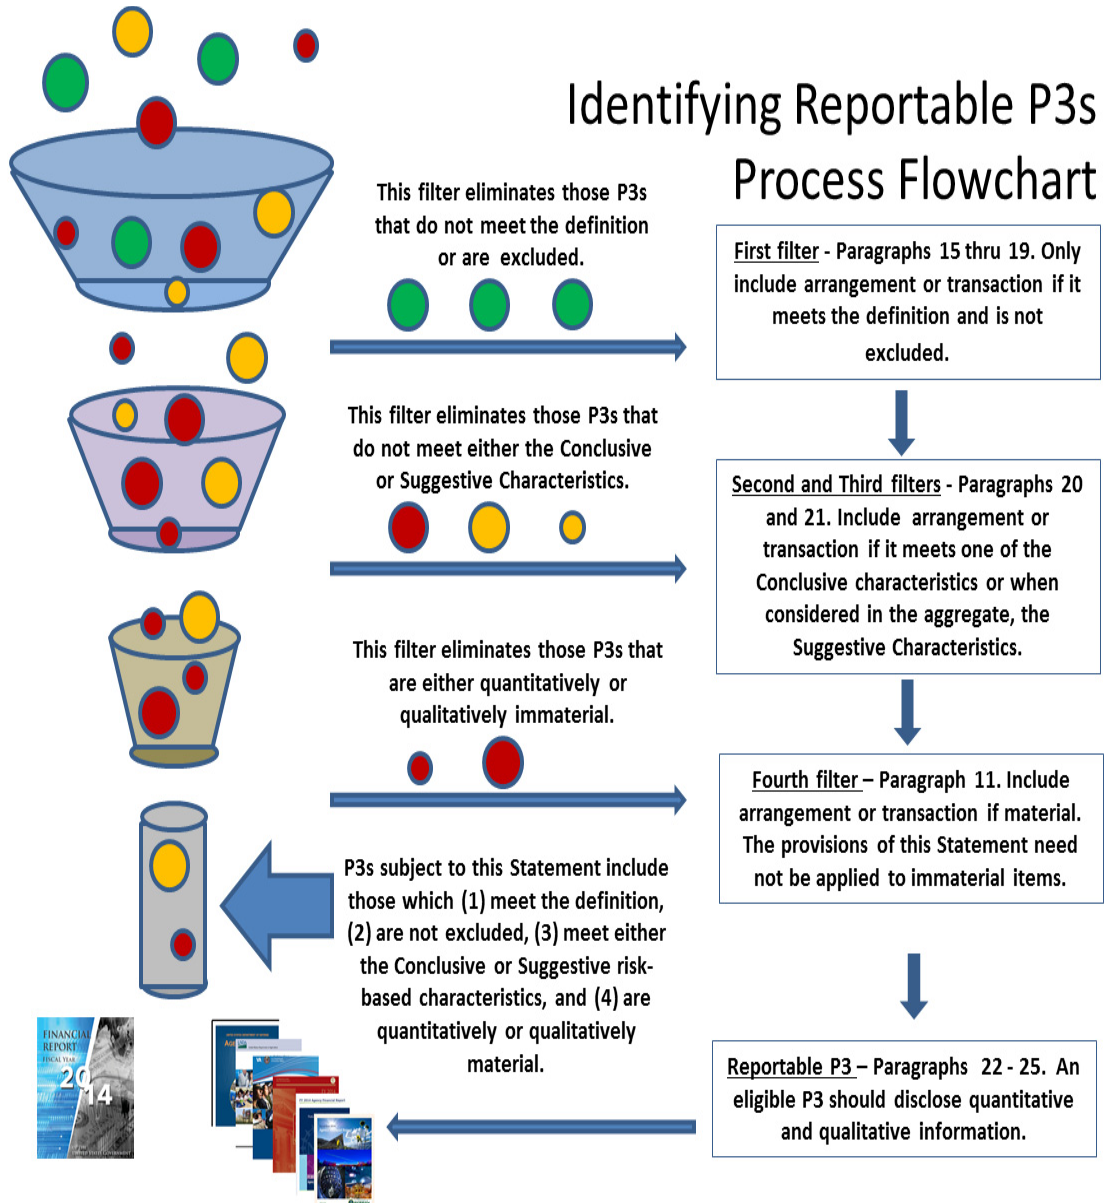 Identifying Reportable P3s
Process Flowchart
This filter eliminates those P3s
that do not meet the definition
or are excluded.
First filter - Paragraphs 15 thru 19. Only
include arrangement or transaction if it
meets the definition and is not
excluded.
This filter eliminates those P3s that
do not meet either the Conclusive
or Suggestive Characteristics.
Second and Third filters - Paragraphs 20
and 21. Include arrangement or
transaction if it meets one of the
Conclusive characteristics or when
considered in the aggregate, the
Suggestive Characteristics.
This filter eliminates those P3s that
are either quantitatively or
qualitatively immaterial.
Fourth filter – Paragraph 11. Include
arrangement or transaction if material.
The provisions of this Statement need
not be applied to immaterial items.
P3s subject to this Statement include
those which (1) meet the definition,
(2) are not excluded, (3) meet either
the Conclusive or Suggestive risk-
based characteristics, and (4) are
quantitatively or qualitatively
material.
Reportable P3 – Paragraphs 22 - 25. An
eligible P3 should disclose quantitative
and qualitative information.
FINANCIAL
REPORT
FISCAL YEAR
20
14